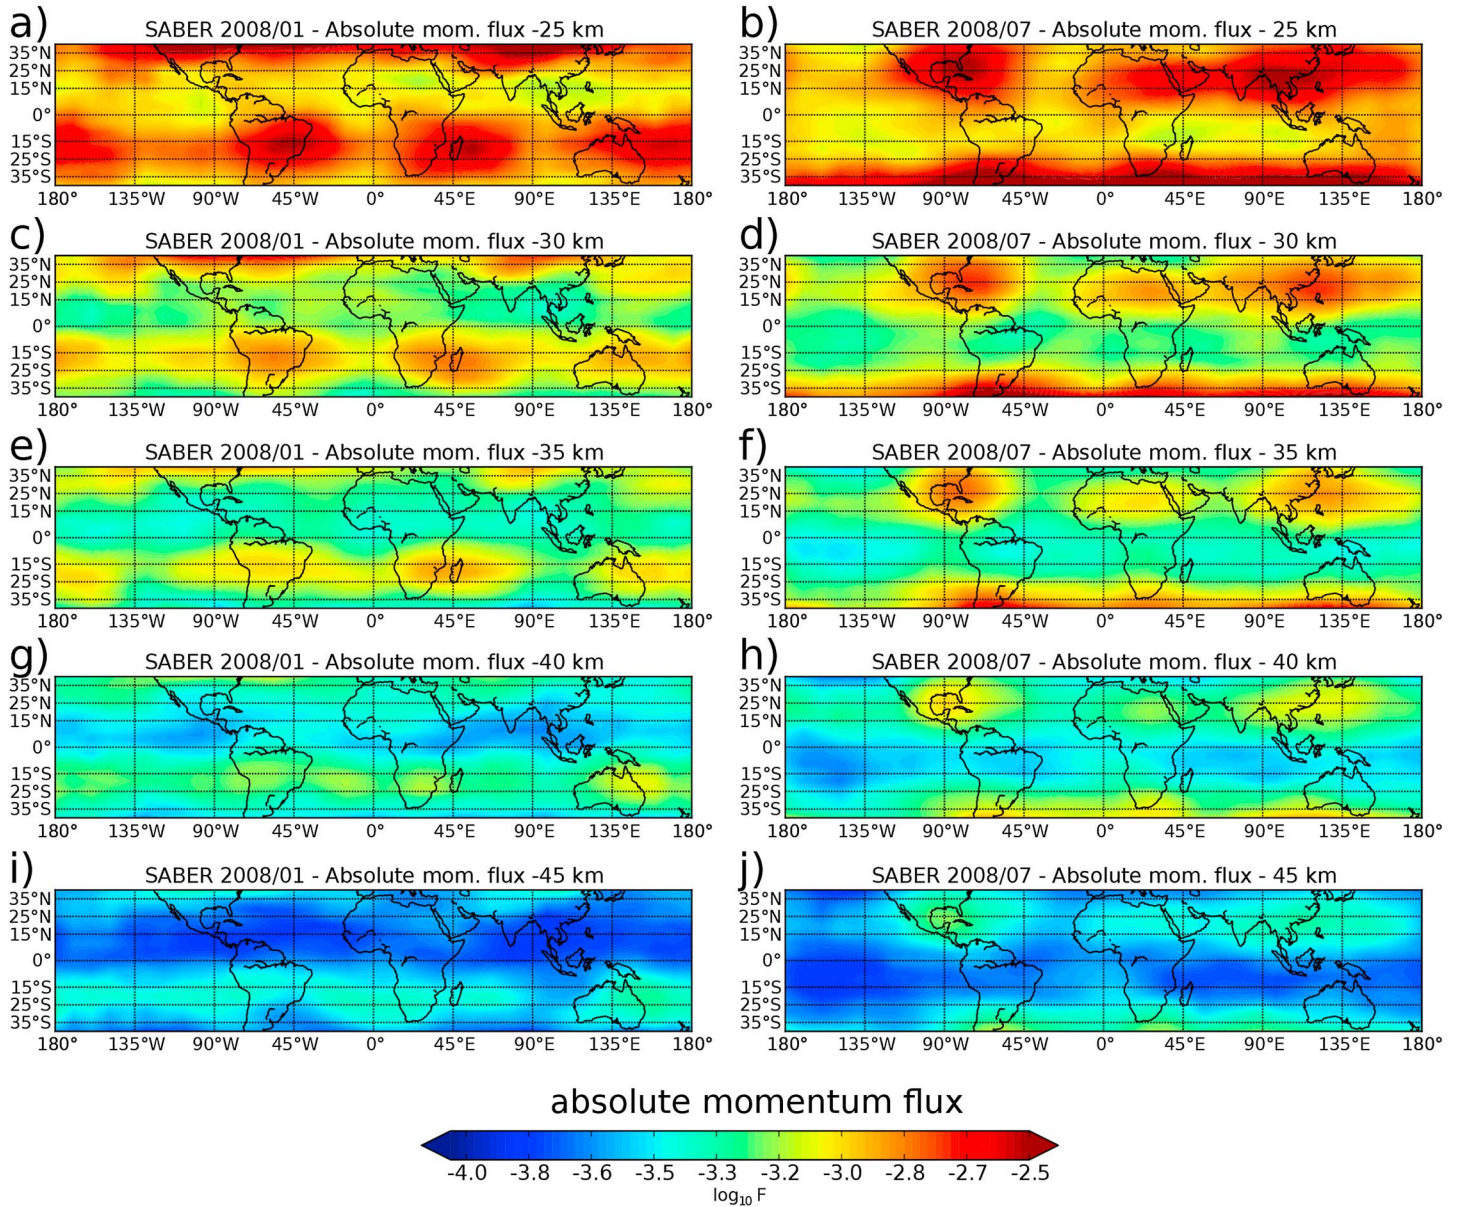 a) SABER 2008/01 - Absolute mom. flux -25 km
35°N
25°N
15°N
0°
15°S
25°S
35°S
180° 135°W 90°W 45°W 0° 45°E 90°E 135°E 180°
b) SABER 2008/07 - Absolute mom. flux - 25 km
35°N
25°N
15°N
0°
15°S
25°S
35°S
180° 135°W 90°W 45°W 0° 45°E 90°E 135°E 180°
c) SABER 2008/01 - Absolute mom. flux -30 km
35°N
25°N
15°N
0°
15°S
25°S
35°S
180° 135°W 90°W 45°W 0° 45°E 90°E 135°E 180°
d) SABER 2008/07 - Absolute mom. flux - 30 km
35°N
25°N
15°N
0°
15°S
25°S
35°S
180° 135°W 90°W 45°W 0° 45°E 90°E 135°E 180°
e) SABER 2008/01 - Absolute mom. flux -35 km
35°N
25°N
15°N
0°
15°S
25°S
35°S
180° 135°W 90°W 45°W 0° 45°E 90°E 135°E 180°
f) SABER 2008/07 - Absolute mom. flux - 35 km
35°N
25°N
15°N
0°
15°S
25°S
35°S
180° 135°W 90°W 45°W 0° 45°E 90°E 135°E 180°
g) SABER 2008/01 - Absolute mom. flux -40 km
35°N
25°N
15°N
0°
15°S
25°S
35°S
180° 135°W 90°W 45°W 0° 45°E 90°E 135°E 180°
h) SABER 2008/07 - Absolute mom. flux - 40 km
35°N
25°N
15°N
0°
15°S
25°S
35°S
180° 135°W 90°W 45°W 0° 45°E 90°E 135°E 180°
i) SABER 2008/01 - Absolute mom. flux -45 km
35°N
25°N
15°N
0°
15°S
25°S
35°S
180° 135°W 90°W 45°W 0° 45°E 90°E 135°E 180°
j) SABER 2008/07 - Absolute mom. flux - 45 km
35°N
25°N
15°N
0°
15°S
25°S
35°S
180° 135°W 90°W 45°W 0° 45°E 90°E 135°E 180°
absolute momentum flux
-4.0 -3.8 -3.6 -3.5 -3.3 -3.2 -3.0 -2.8 -2.7 -2.5
log₁₀ F